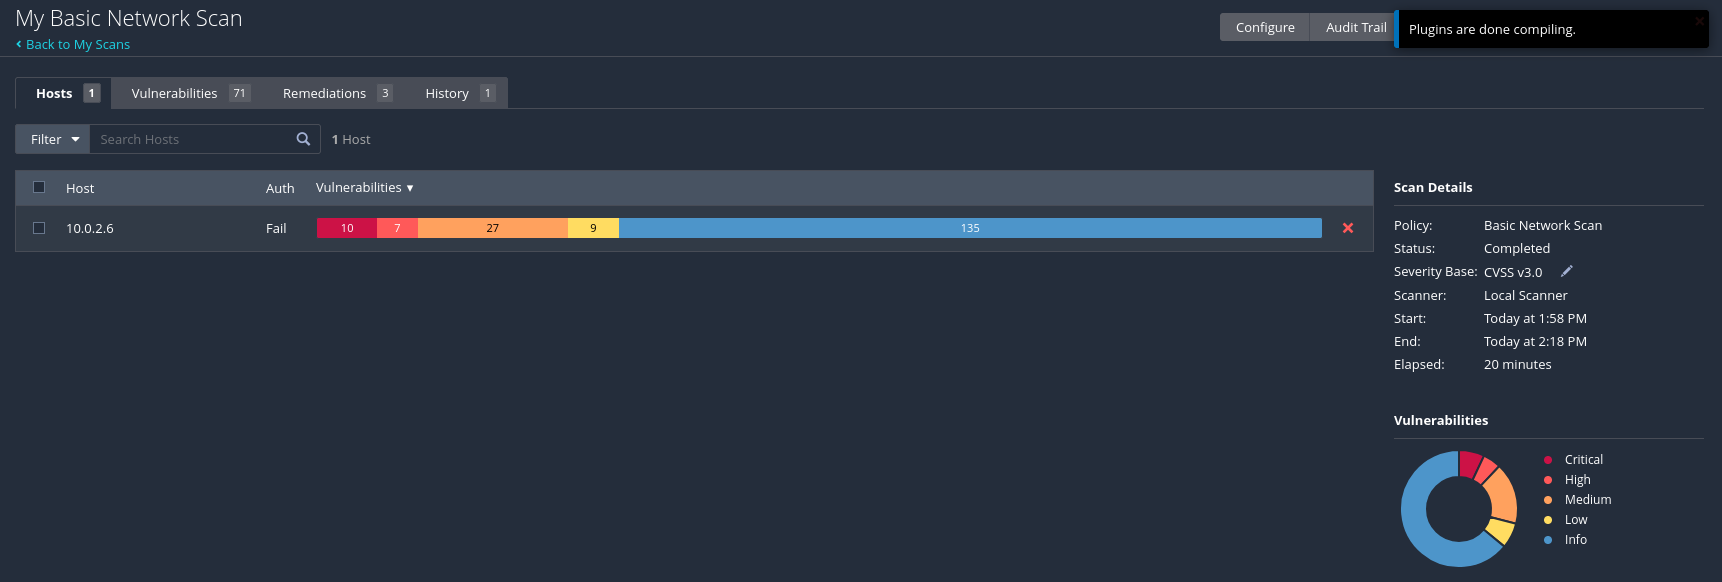 My Basic Network Scan
Back to My Scans
Configure Audit Trail
Plugins are done compiling.
Hosts 1 Vulnerabilities 71 Remediations 3 History 1
Filter Search Hosts 1 Host
Host Auth Vulnerabilities
10.0.2.6 Fail 10 7 27 9 135
Scan Details
Policy: Basic Network Scan
Status: Completed
Severity Base: CVSS v3.0
Scanner: Local Scanner
Start: Today at 1:58 PM
End: Today at 2:18 PM
Elapsed: 20 minutes
Vulnerabilities
Critical
High
Medium
Low
Info